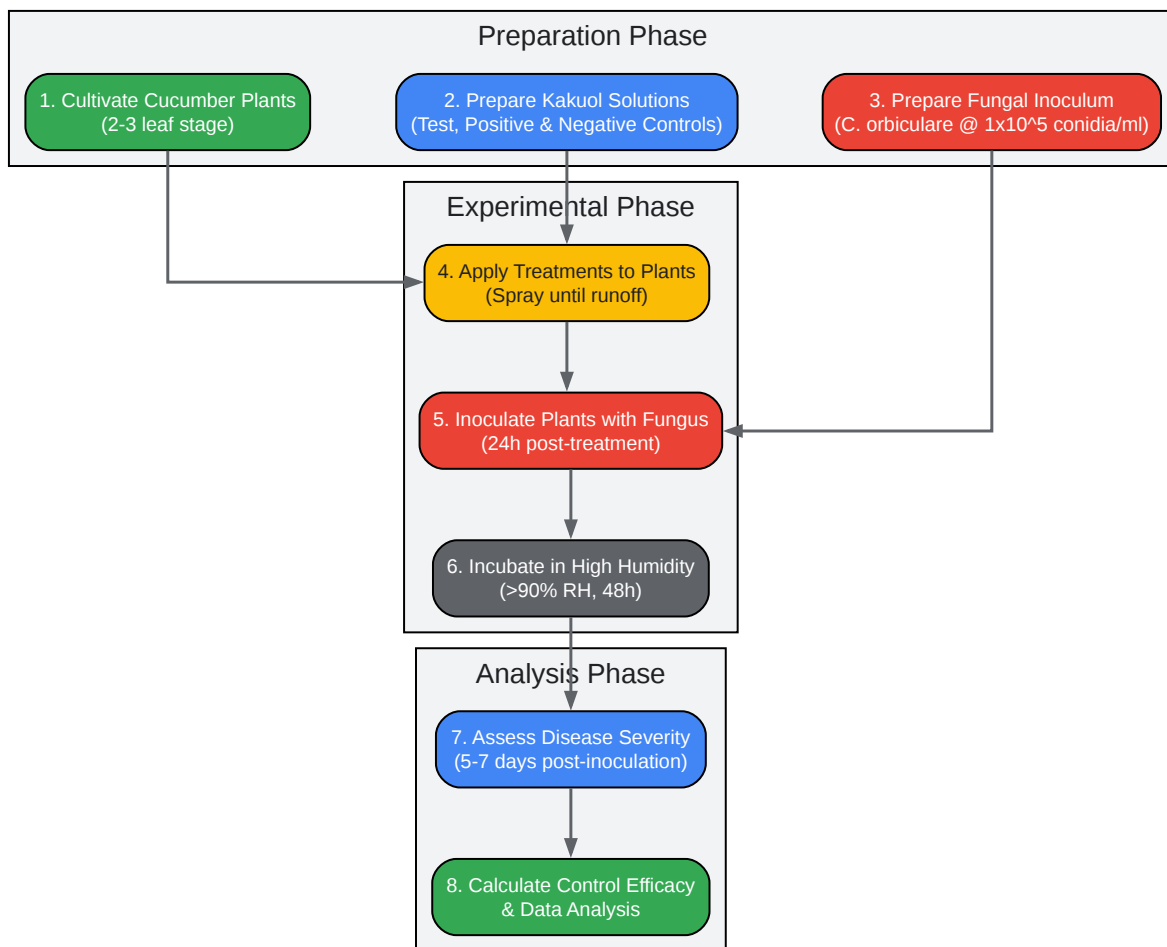 Preparation Phase
1. Cultivate Cucumber Plants
(2-3 leaf stage)
2. Prepare Kakuol Solutions
(Test, Positive & Negative Controls)
3. Prepare Fungal Inoculum
(C. orbiculare @ 1x10^5 conidia/ml)
Experimental Phase
4. Apply Treatments to Plants
(Spray until runoff)
5. Inoculate Plants with Fungus
(24h post-treatment)
6. Incubate in High Humidity
(>90% RH, 48h)
Analysis Phase
7. Assess Disease Severity
(5-7 days post-inoculation)
8. Calculate Control Efficacy
& Data Analysis